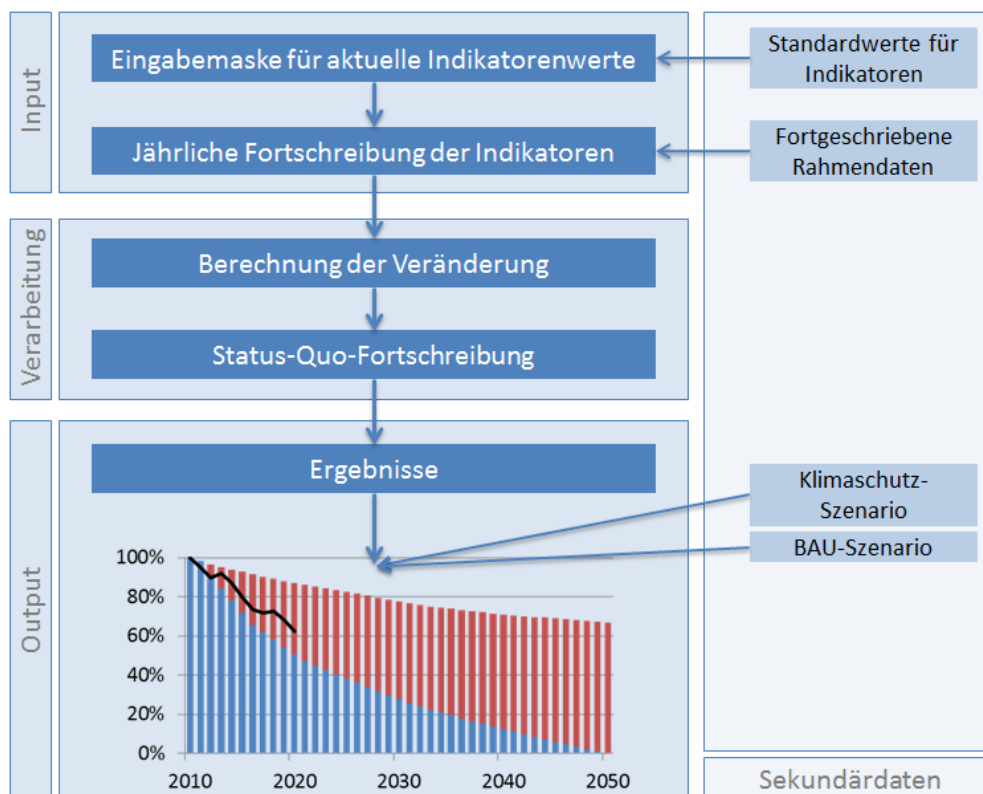 Input
Eingabemaske für aktuelle Indikatorenwerte
Standardwerte für
Indikatoren
Jährliche Fortschreibung der Indikatoren
Fortgeschriebene
Rahmendaten
Verarbeitung
Berechnung der Veränderung
Status-Quo-Fortschreibung
Output
Ergebnisse
Klimaschutz-
Szenario
BAU-Szenario
100%
80%
60%
40%
20%
0%
2010 2020 2030 2040 2050
Sekundärdaten